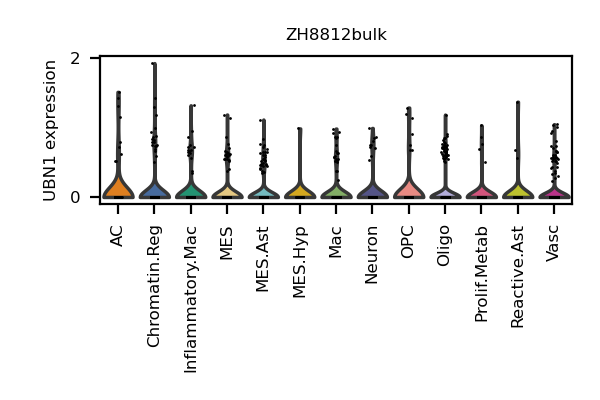 ZH8812bulk
UBN1 expression
2
0
AC
Chromatin.Reg
Inflammatory.Mac
MES
MES.Ast
MES.Hyp
Mac
Neuron
OPC
Oligo
Prolif.Metab
Reactive.Ast
Vasc